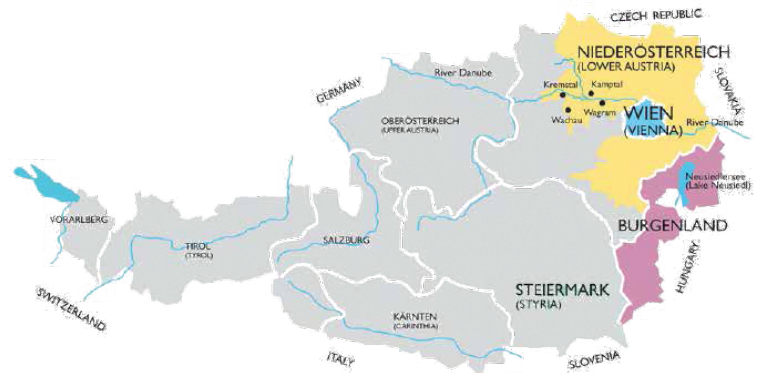 CZECH REPUBLIC
NIEDERÖSTERREICH
(LOWER AUSTRIA)
SLOVAKIA
GERMANY
River Danube
Kremstal
Kamptal
Wachau
Wagram
WIEN
(VIENNA)
River Danube
OBERÖSTERREICH
(UPPER AUSTRIA)
Neusiedlersee
(Lake Neusiedl)
VORARLBERG
BURGENLAND
TIROL
(TYROL)
SALZBURG
HUNGARY
SWITZERLAND
STEIERMARK
(STYRIA)
KÄRNTEN
(CARINTHIA)
ITALY
SLOVENIA